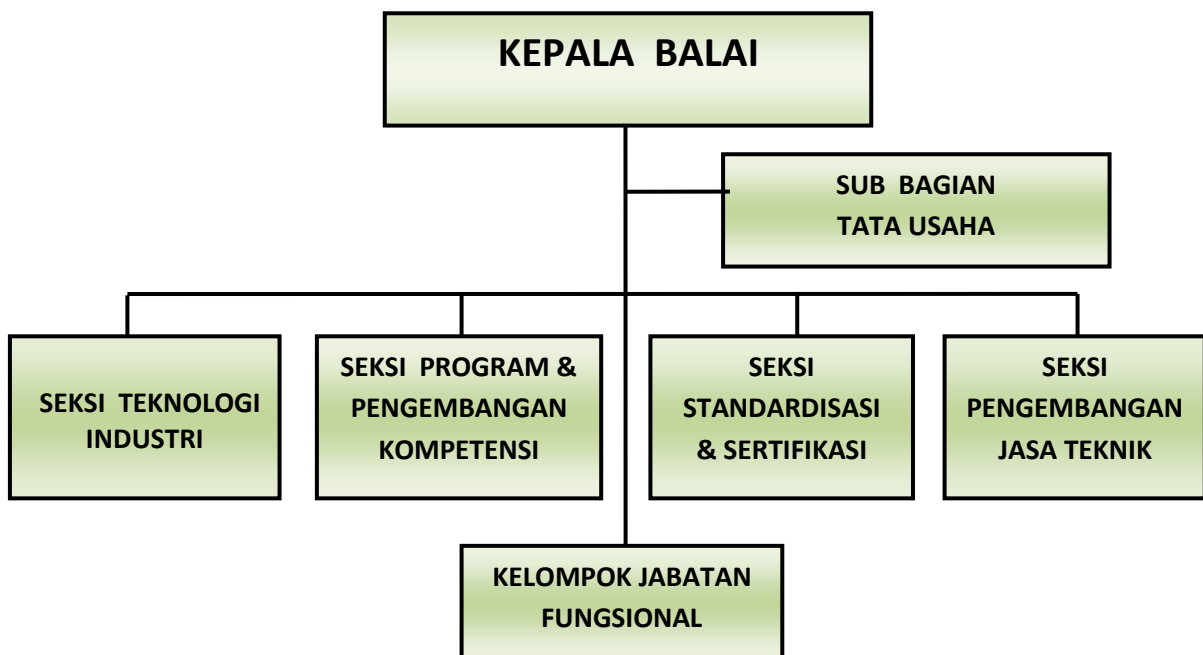 KEPALA BALAI
SUB BAGIAN
TATA USAHA
SEKSI TEKNOLOGI
INDUSTRI
SEKSI PROGRAM &
PENGEMBANGAN
KOMPETENSI
SEKSI
STANDARDISASI
& SERTIFIKASI
SEKSI
PENGEMBANGAN
JASA TEKNIK
KELOMPOK JABATAN
FUNGSIONAL